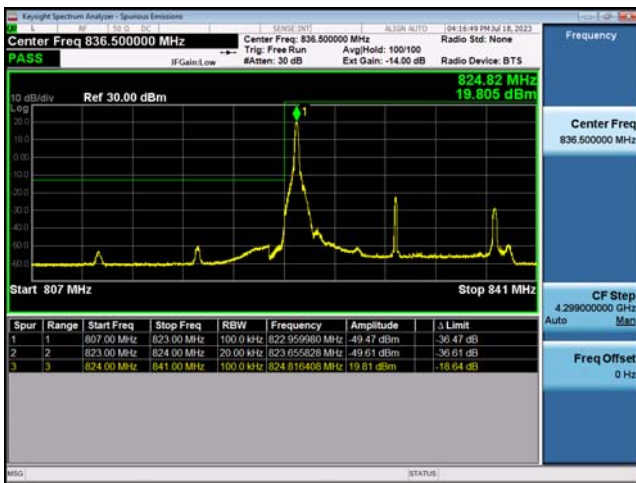 Keysight Spectrum Analyzer - Spurious Emissions
L RF 50 Ω DC SENSE:INT ALIGN AUTO 04:16:49 PM Jul 18, 2023
Center Freq 836.500000 MHz
Center Freq: 836.500000 MHz Radio Std: None
Trig: Free Run Avg|Hold: 100/100
PASS
IFGain:Low #Atten: 30 dB Ext Gain: -14.00 dB Radio Device: BTS
824.82 MHz
19.805 dBm
10 dB/div Ref 30.00 dBm
Log
1
20.0
10.0
0.00
10.0
20.0
30.0
40.0
50.0
60.0
Start 807 MHz Stop 841 MHz
Spur Range Start Freq Stop Freq RBW Frequency Amplitude Δ Limit
1 1 807.00 MHz 823.00 MHz 100.0 kHz 822.959980 MHz -49.47 dBm -36.47 dB
2 2 823.00 MHz 824.00 MHz 20.00 kHz 823.655828 MHz -49.61 dBm -36.61 dB
3 3 824.00 MHz 841.00 MHz 100.0 kHz 824.816408 MHz 19.81 dBm -18.64 dB
MSG STATUS
Frequency
Center Freq
836.500000 MHz
CF Step
4.299000000 GHz
Auto Man
Freq Offset
0 Hz